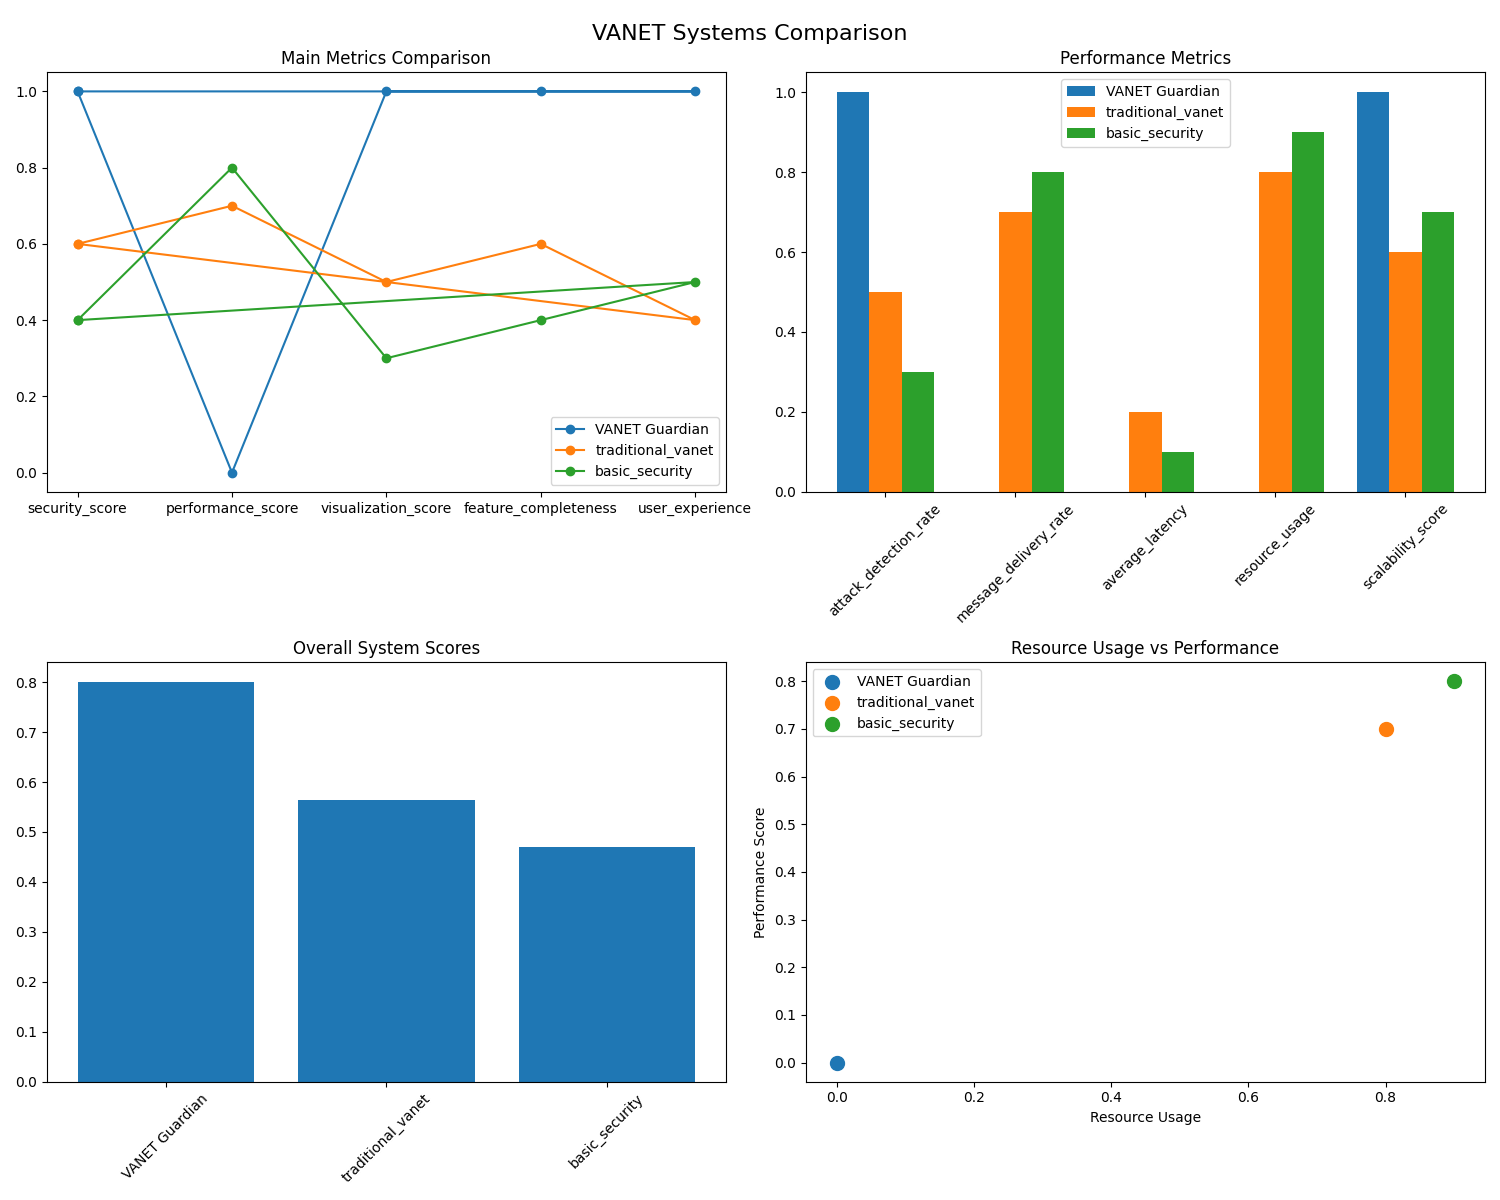 VANET Systems Comparison
Main Metrics Comparison
1.0
0.8
0.6
0.4
0.2
0.0
VANET Guardian
traditional_vanet
basic_security
security_score
performance_score
visualization_score
feature_completeness
user_experience
Performance Metrics
1.0
0.8
0.6
0.4
0.2
0.0
VANET Guardian
traditional_vanet
basic_security
attack_detection_rate
message_delivery_rate
average_latency
resource_usage
scalability_score
Overall System Scores
0.8
0.7
0.6
0.5
0.4
0.3
0.2
0.1
0.0
VANET Guardian
traditional_vanet
basic_security
Resource Usage vs Performance
VANET Guardian
traditional_vanet
basic_security
Performance Score
0.8
0.7
0.6
0.5
0.4
0.3
0.2
0.1
0.0
0.0
0.2
0.4
0.6
0.8
Resource Usage